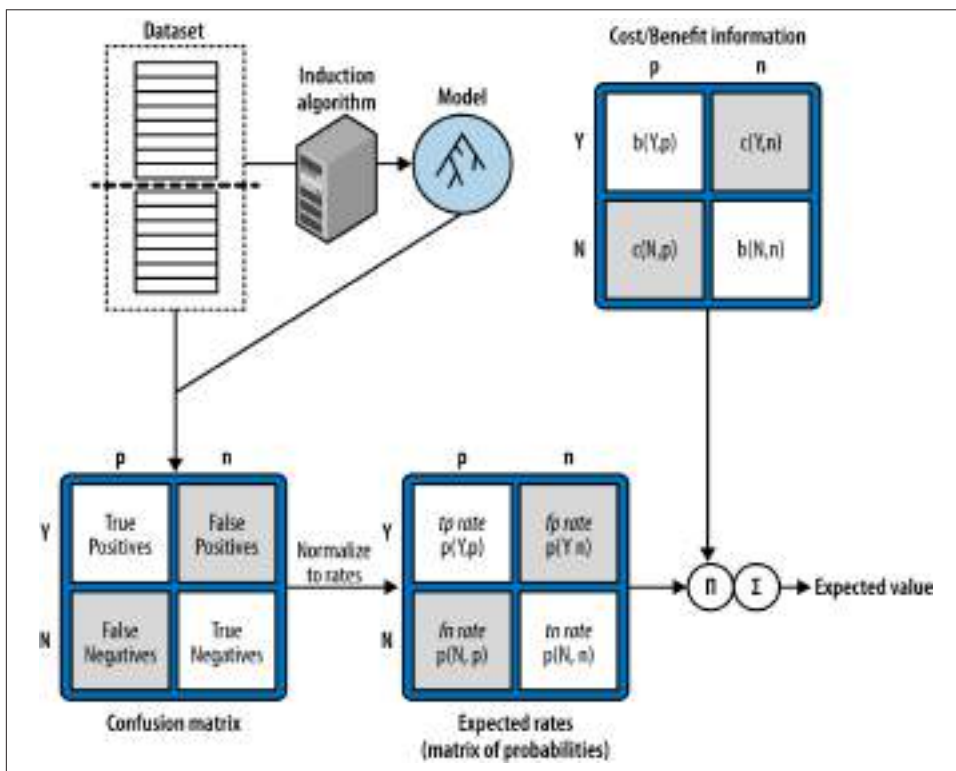 Dataset
Induction
algorithm
Model
Cost/Benefit information
p n
Y b(Y,p) c(Y,n)
N c(N,p) b(N,n)
p n
Y True
Positives
False
Positives
N False
Negatives
True
Negatives
Confusion matrix
Normalize
to rates
p n
Y tp rate
p(Y,p)
fp rate
p(Y n)
N fn rate
p(N, p)
tn rate
p(N, n)
Expected rates
(matrix of probabilities)
Π Σ Expected value